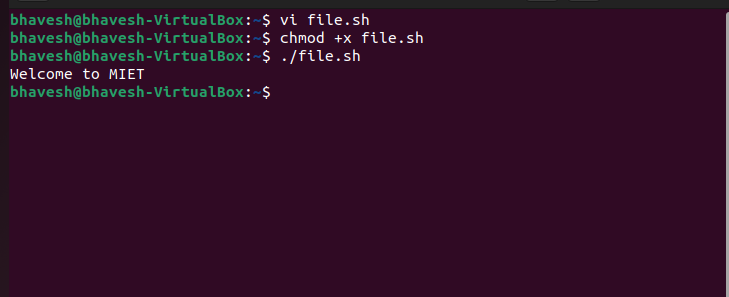 bhavesh@bhavesh-VirtualBox:~$ vi file.sh
bhavesh@bhavesh-VirtualBox:~$ chmod +x file.sh
bhavesh@bhavesh-VirtualBox:~$ ./file.sh
Welcome to MIET
bhavesh@bhavesh-VirtualBox:~$